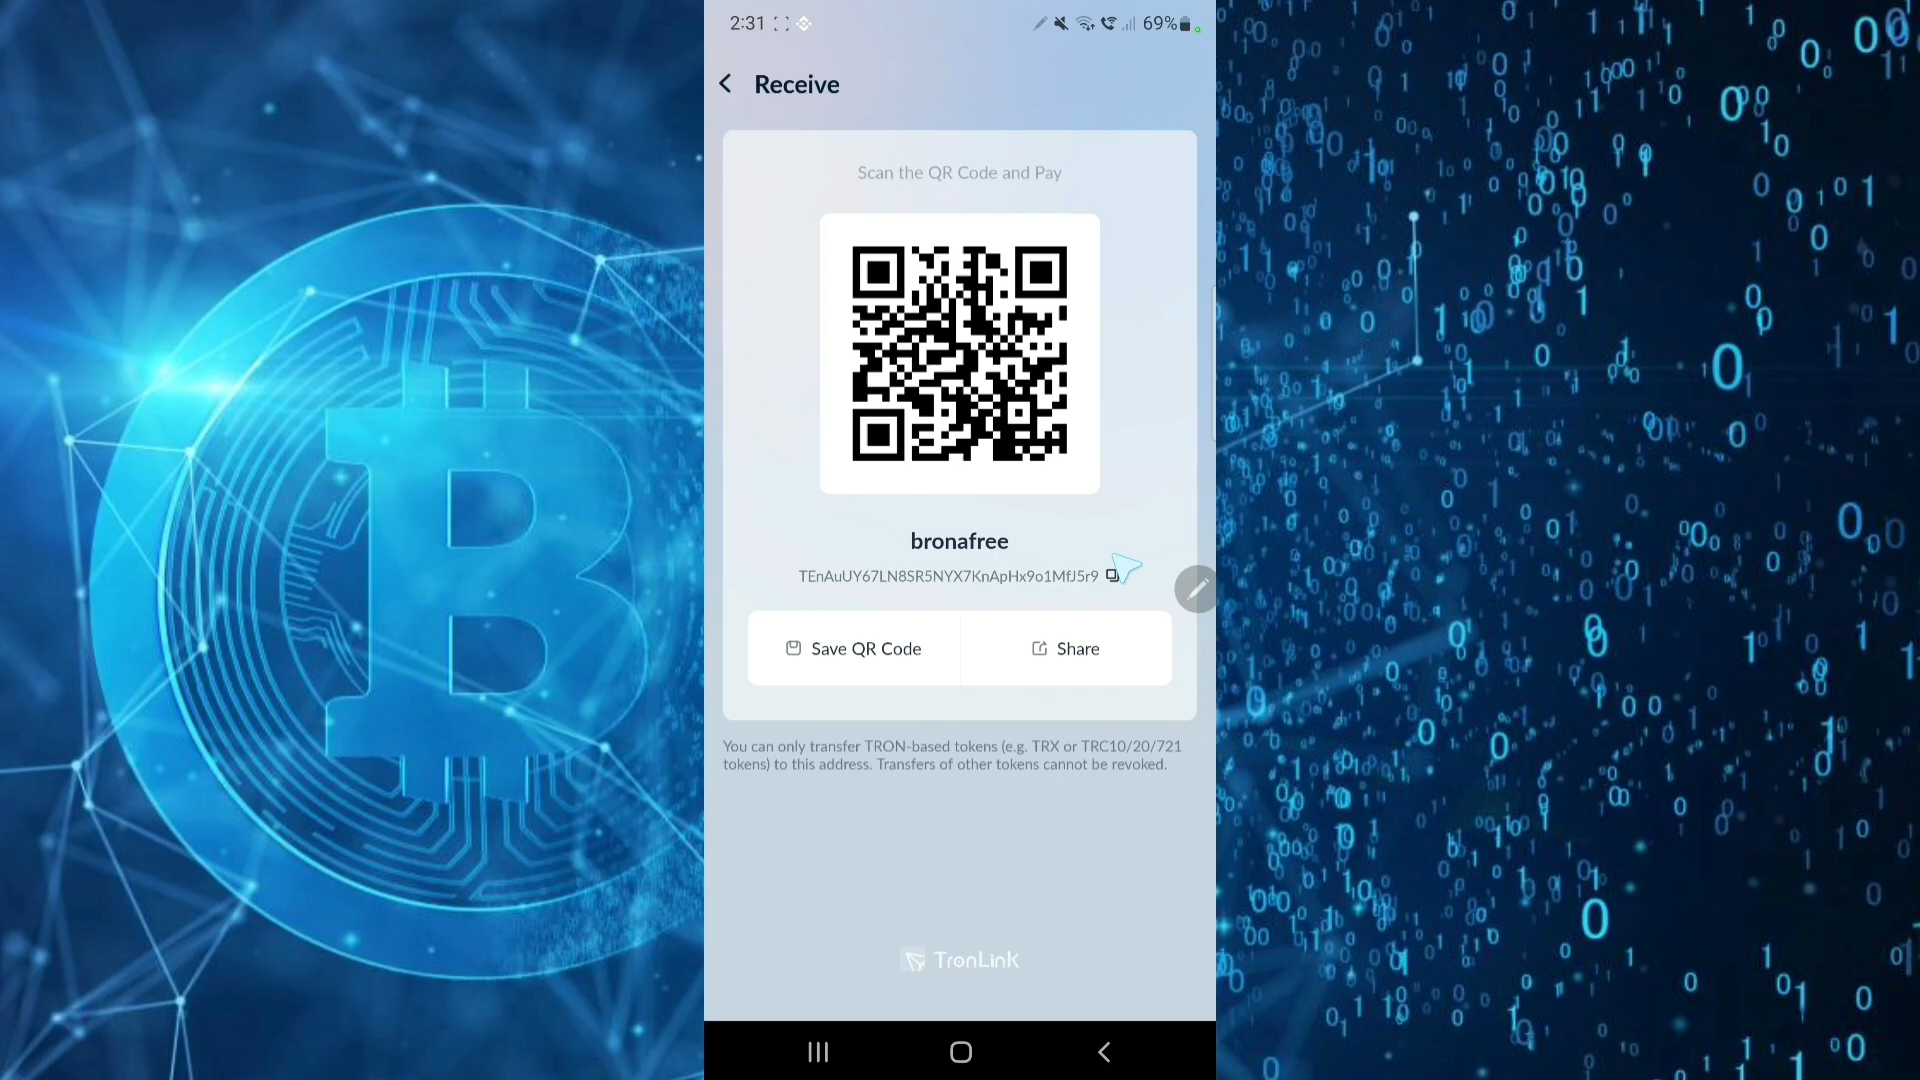 2:31
69%
Receive
Scan the QR Code and Pay
bronafree
TEnAuUY67LN8SR5NYX7KnApHx9o1MfJ5r9
Save QR Code
Share
You can only transfer TRON-based tokens (e.g. TRX or TRC10/20/721
tokens) to this address. Transfers of other tokens cannot be revoked.
TronLink